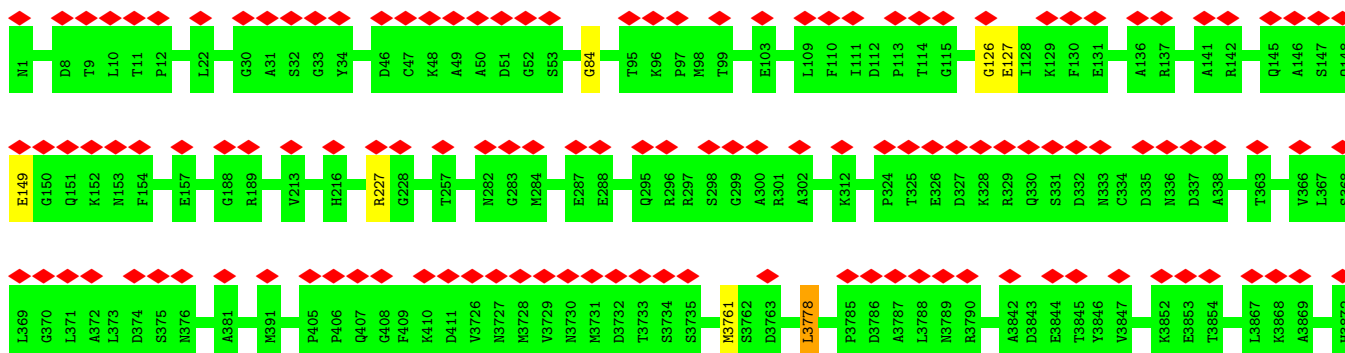 N1 D8 T9 L10 T11 P12 L22 G30 A31 S32 G33 Y34 D46 C47 K48 A49 A50 D51 G52 S53 G84 T95 K96 P97 M98 T99 E103 L109 F110 I111 D112 P113 T114 G115 G126 E127 I128 K129 F130 E131 A136 R137 A141 R142 Q145 A146 S147
E149 G150 Q151 K152 N153 F154 E157 G188 R189 V213 H216 R227 G228 T257 N282 G283 M284 E287 E288 Q295 R296 R297 S298 G299 A300 R301 A302 K312 P324 T325 E326 D327 K328 R329 Q330 S331 D332 N333 C334 D335 N336 D337 A338 T363 V366 L367 S368
L369 G370 L371 A372 L373 D374 S375 N376 A381 M391 P405 P406 Q407 G408 F409 K410 D411 V3726 N3727 M3728 V3729 N3730 M3731 D3732 T3733 S3734 S3735 M3761 S3762 D3763 L3778 P3785 D3786 A3787 L3788 N3789 R3790 A3842 D3843 E3844 T3845 Y3846 V3847 K3852 E3853 T3854 L3867 K3868 A3869